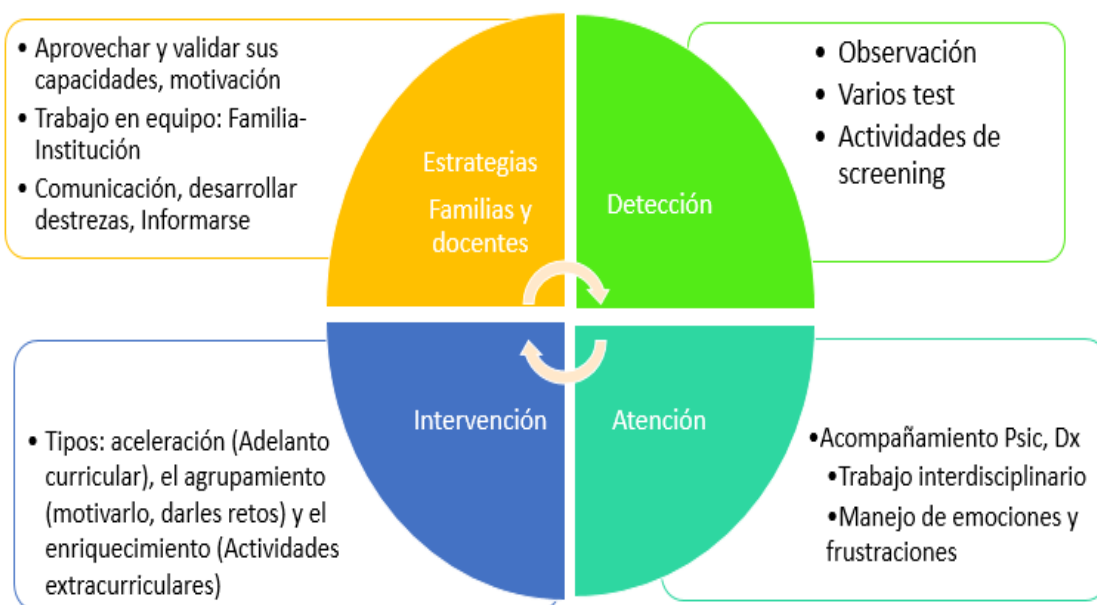 • Aprovechar y validar sus
capacidades, motivación
• Trabajo en equipo: Familia-
Institución
• Comunicación, desarrollar
destrezas, Informarse
Estrategias
Familias y
docentes
Detección
• Observación
• Varios test
• Actividades de
screening
Intervención
• Tipos: aceleración (Adelanto
curricular), el agrupamiento
(motivarlo, darles retos) y el
enriquecimiento (Actividades
extracurriculares)
Atención
•Acompañamiento Psic, Dx
•Trabajo interdisciplinario
•Manejo de emociones y
frustraciones